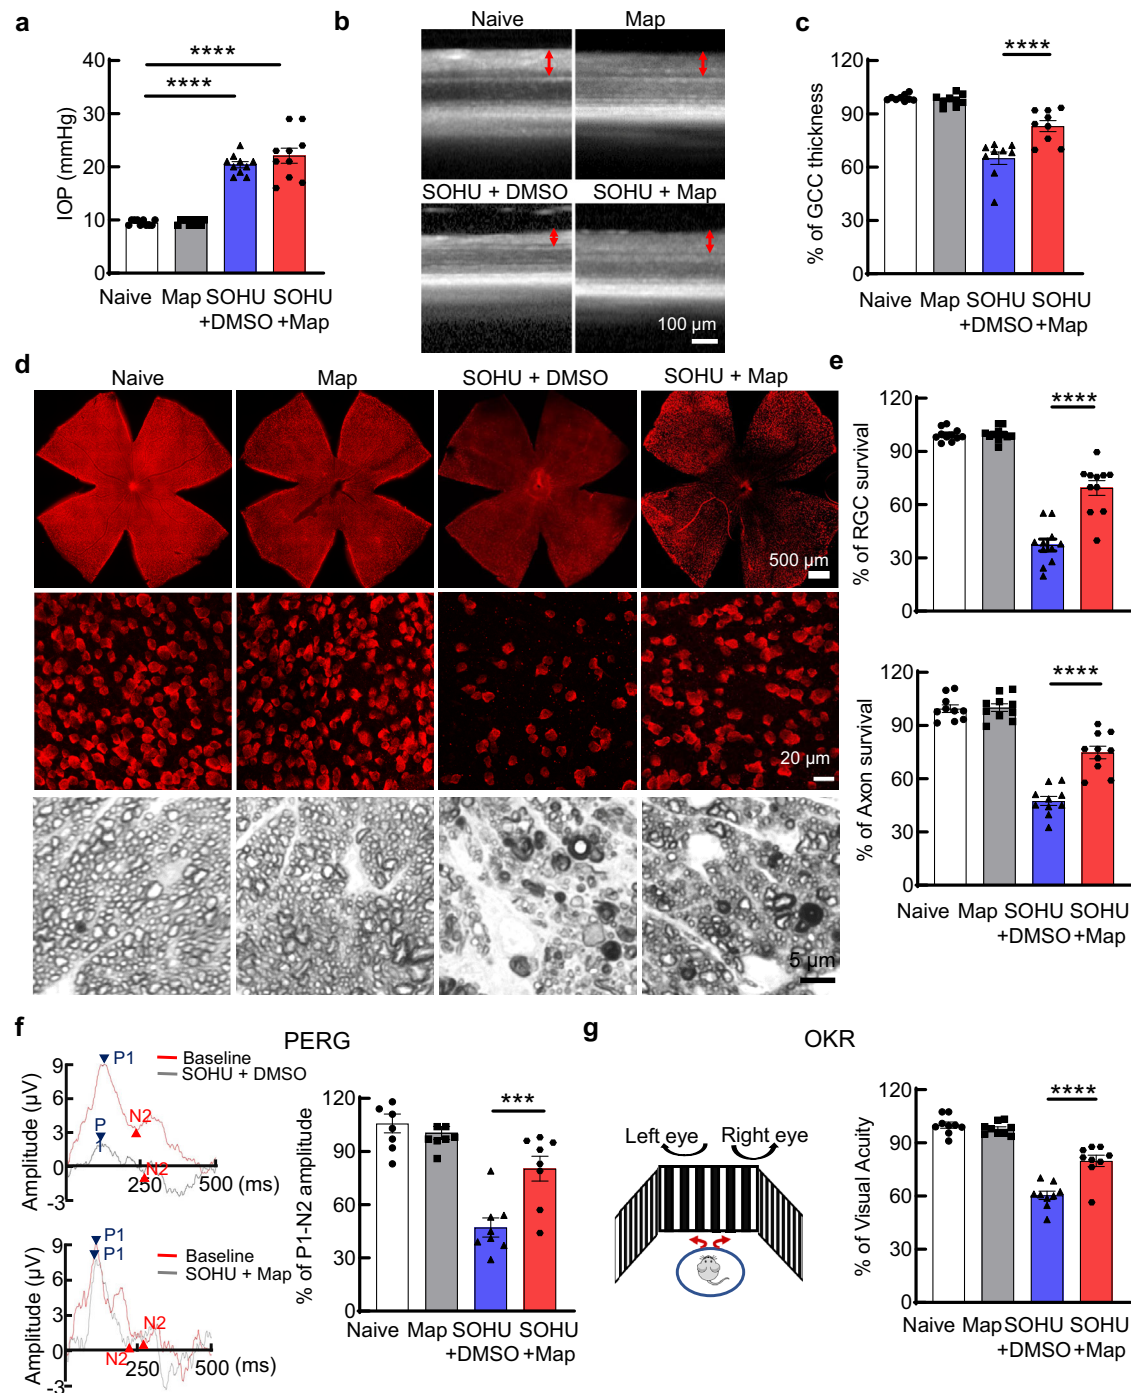 a
IOP (mmHg)
40
30
20
10
0
****
****
Naive
Map
SOHU
+DMSO
SOHU
+Map
b
Naive
Map
SOHU + DMSO
SOHU + Map
100 µm
c
% of GCC thickness
120
90
60
30
0
****
Naive
Map
SOHU
+DMSO
SOHU
+Map
d
Naive
Map
SOHU + DMSO
SOHU + Map
500 µm
20 µm
5 µm
e
% of RGC survival
120
90
60
30
0
****
% of Axon survival
120
90
60
30
0
****
Naive
Map
SOHU
+DMSO
SOHU
+Map
f
PERG
Amplitude (µV)
9
6
3
0
-3
P1
Baseline
SOHU + DMSO
N2
P
1
N2
250
500 (ms)
Amplitude (µV)
9
6
3
0
-3
P1
P1
Baseline
SOHU + Map
N2
N2
250
500
(ms)
% of P1-N2 amplitude
120
90
60
30
0
***
Naive
Map
SOHU
+DMSO
SOHU
+Map
g
OKR
Left eye
Right eye
% of Visual Acuity
120
90
60
30
0
****
Naive
Map
SOHU
+DMSO
SOHU
+Map